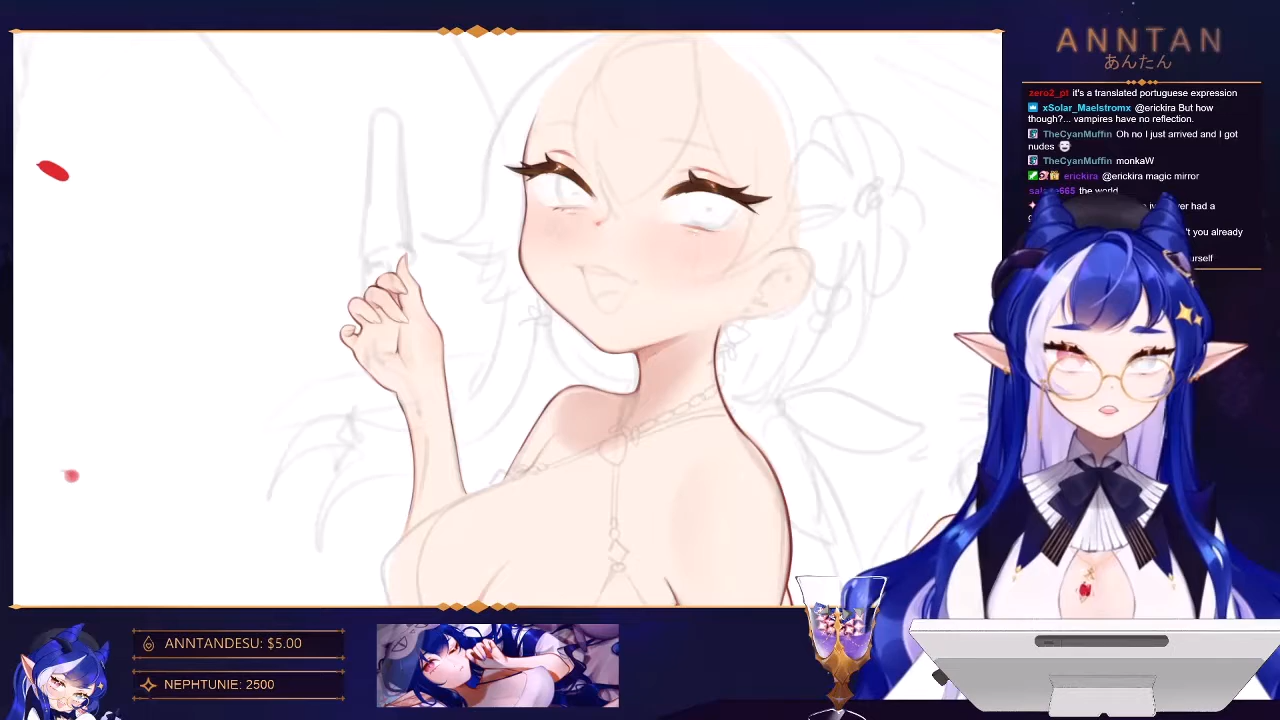 ANNTAN
あんたん
zero2_pt it's a translated portuguese expression
xSolar_Maelstromx @erickira But how
though?... vampires have no reflection.
TheCyanMuffin Oh no I just arrived and I got
nudes
TheCyanMuffin monkaW
erickira @erickira magic mirror
the world
ever had a
't you already
urself
ANNTANDESU: $5.00
NEPHTUNIE: 2500